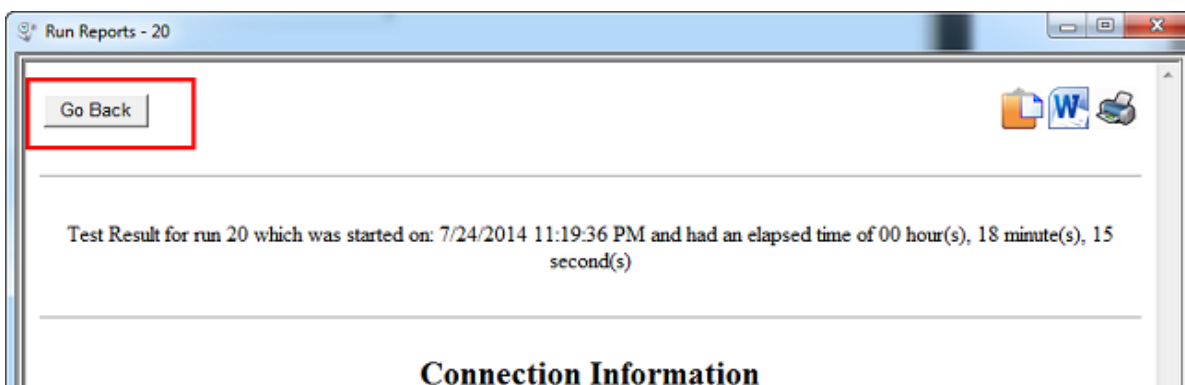 Run Reports - 20
Go Back
W
Test Result for run 20 which was started on: 7/24/2014 11:19:36 PM and had an elapsed time of 00 hour(s), 18 minute(s), 15
second(s)
Connection Information